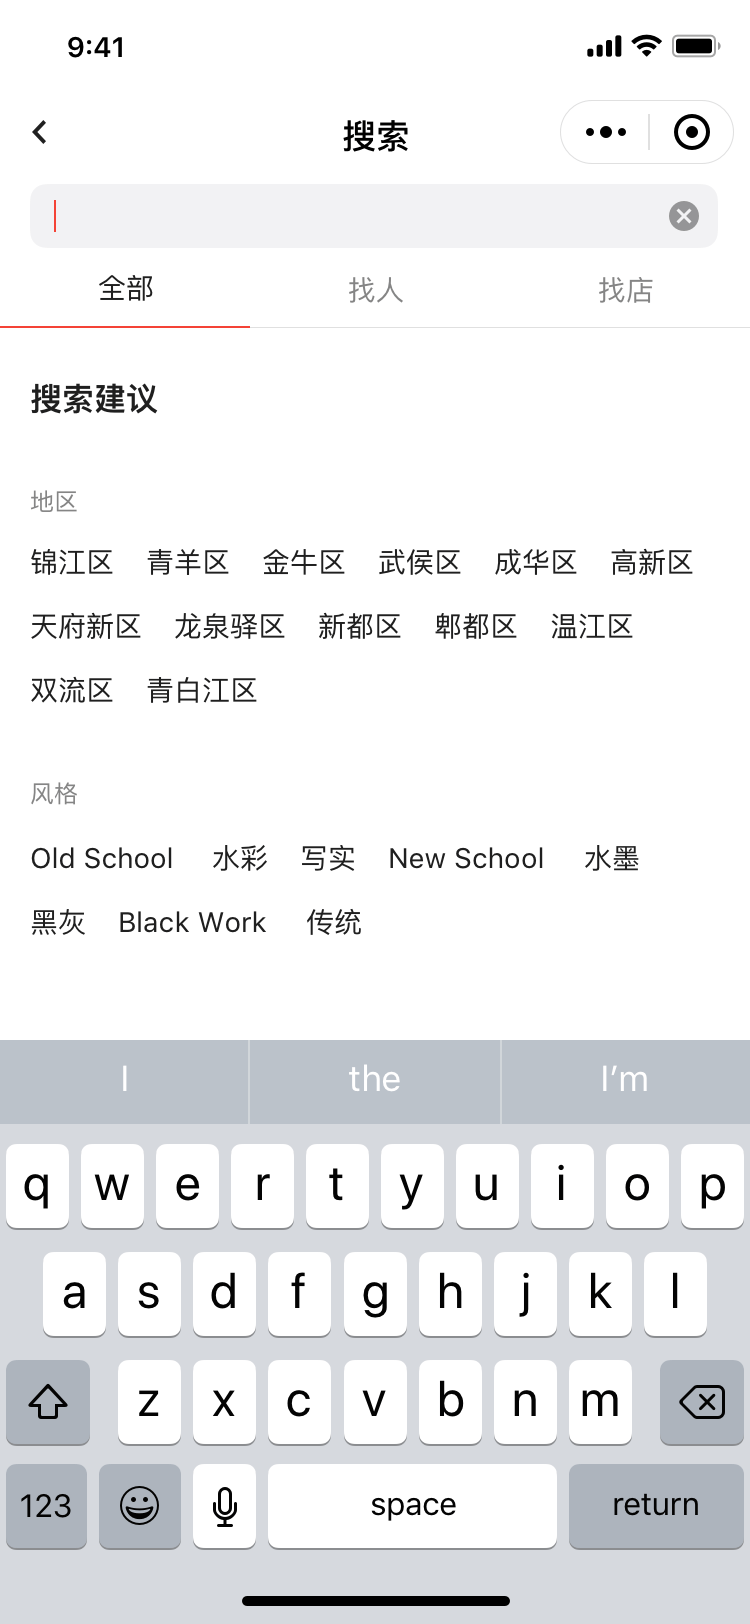 9:41
搜索
全部 找人 找店
搜索建议
地区
锦江区 青羊区 金牛区 武侯区 成华区 高新区
天府新区 龙泉驿区 新都区 郫都区 温江区
双流区 青白江区
风格
Old School 水彩 写实 New School 水墨
黑灰 Black Work 传统
I the I’m
q w e r t y u i o p
a s d f g h j k l
z x c v b n m
123 space return